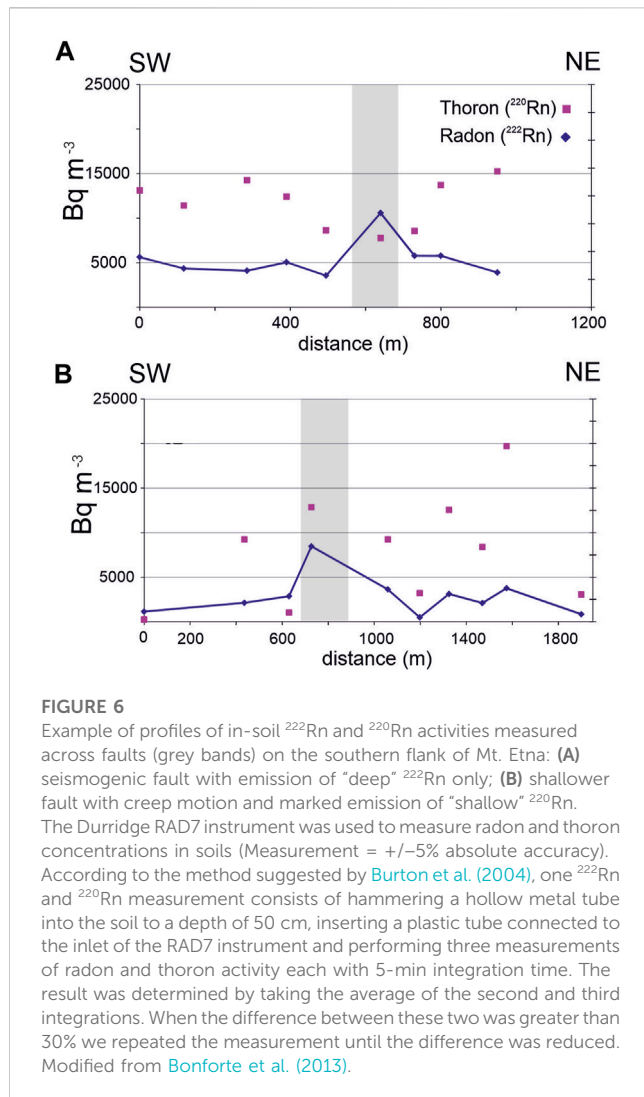 A
SW
NE
25000
15000
5000
Bq m-3
Thoron (220Rn)
Radon (222Rn)
0
400
800
1200
distance (m)
B
SW
NE
25000
15000
5000
Bq m-3
0
600
1000
1800
distance (m)
FIGURE 6
Example of profiles of in-soil 222Rn and 220Rn activities measured
across faults (grey bands) on the southern flank of Mt. Etna: (A)
seismogenic fault with emission of "deep" 222Rn only; (B) shallower
fault with creep motion and marked emission of "shallow" 220Rn.
The Durridge RAD7 instrument was used to measure radon and thoron
concentrations in soils (Measurement = +/−5% absolute accuracy).
According to the method suggested by Burton et al. (2004), one 222Rn
and 220Rn measurement consists of hammering a hollow metal tube
into the soil to a depth of 50 cm, inserting a plastic tube connected to
the inlet of the RAD7 instrument and performing three measurements
of radon and thoron activity each with 5-min integration time. The
result was determined by taking the average of the second and third
integrations. When the difference between these two was greater than
30% we repeated the measurement until the difference was reduced.
Modified from Bonforte et al. (2013).